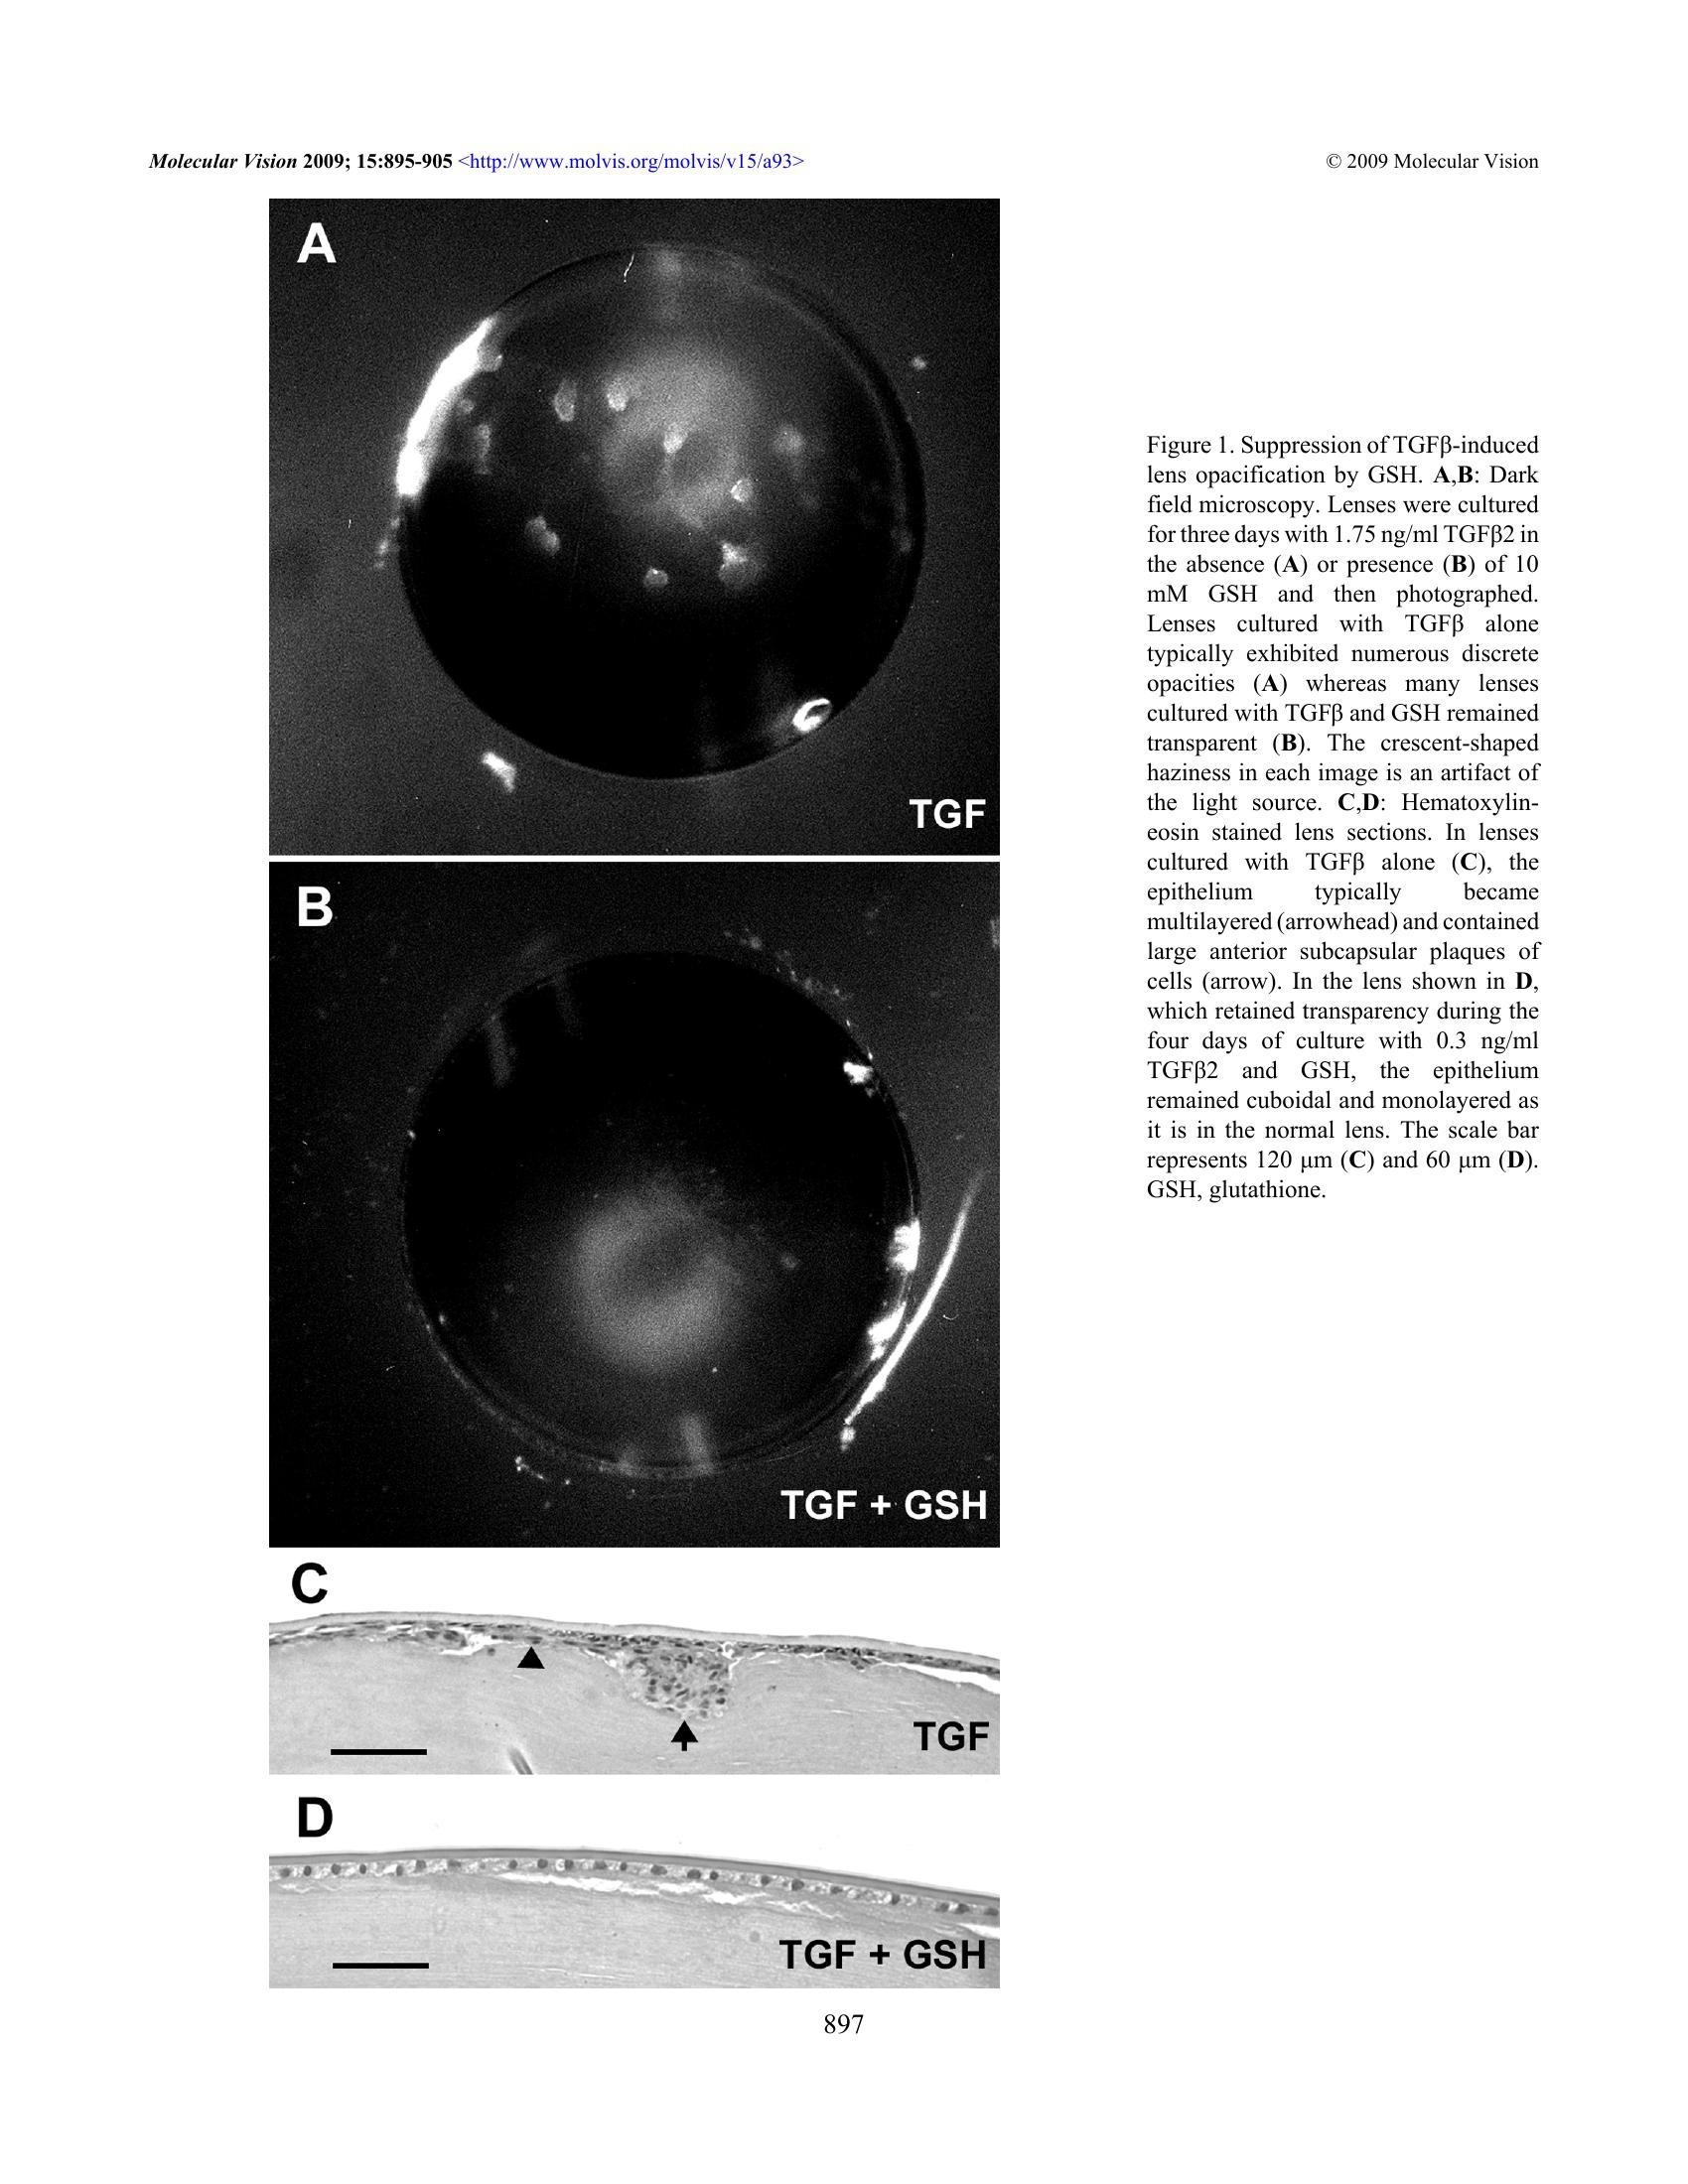 Molecular Vision 2009; 15:895-905 <http://www.molvis.org/molvis/v15/a93>
© 2009 Molecular Vision
A
TGF
B
TGF + GSH
C
TGF
D
TGF + GSH
Figure 1. Suppression of TGFβ-induced
lens opacification by GSH. A,B: Dark
field microscopy. Lenses were cultured
for three days with 1.75 ng/ml TGFβ2 in
the absence (A) or presence (B) of 10
mM GSH and then photographed.
Lenses cultured with TGFβ alone
typically exhibited numerous discrete
opacities (A) whereas many lenses
cultured with TGFβ and GSH remained
transparent (B). The crescent-shaped
haziness in each image is an artifact of
the light source. C,D: Hematoxylin-
eosin stained lens sections. In lenses
cultured with TGFβ alone (C), the
epithelium typically became
multilayered (arrowhead) and contained
large anterior subcapsular plaques of
cells (arrow). In the lens shown in D,
which retained transparency during the
four days of culture with 0.3 ng/ml
TGFβ2 and GSH, the epithelium
remained cuboidal and monolayered as
it is in the normal lens. The scale bar
represents 120 μm (C) and 60 μm (D).
GSH, glutathione.
897